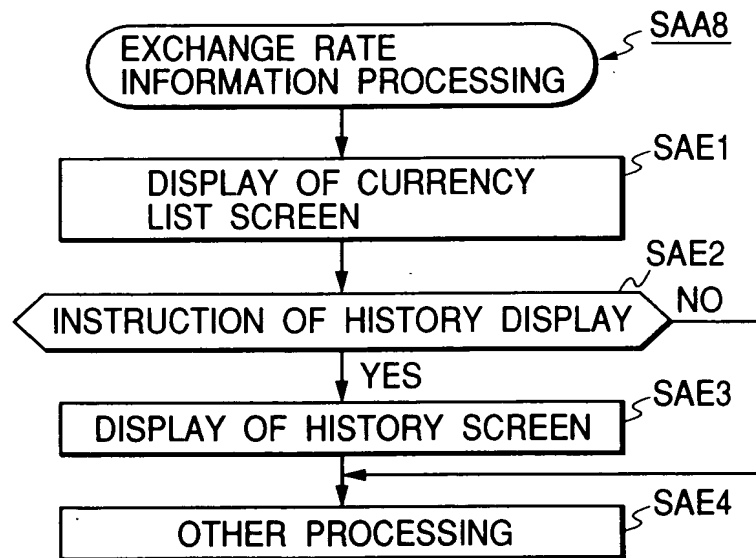 EXCHANGE RATE
INFORMATION PROCESSING
SAA8
DISPLAY OF CURRENCY
LIST SCREEN
SAE1
INSTRUCTION OF HISTORY DISPLAY
SAE2
NO
YES
DISPLAY OF HISTORY SCREEN
SAE3
OTHER PROCESSING
SAE4